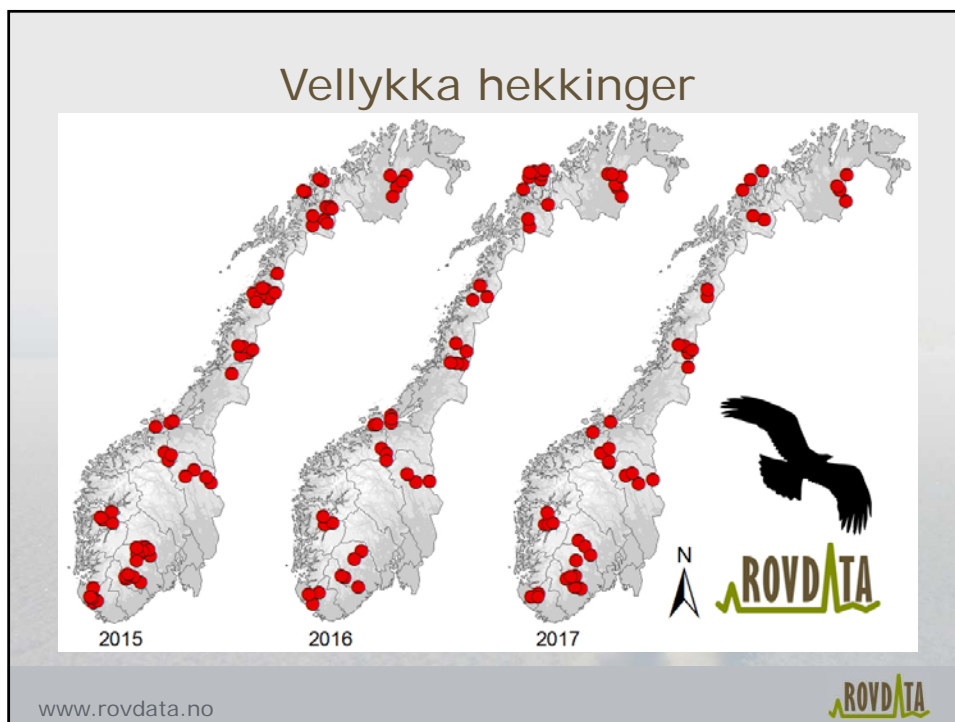 Vellykka hekkinger
N
ROVDATA
2015
2016
2017
www.rovdata.no
ROVDATA